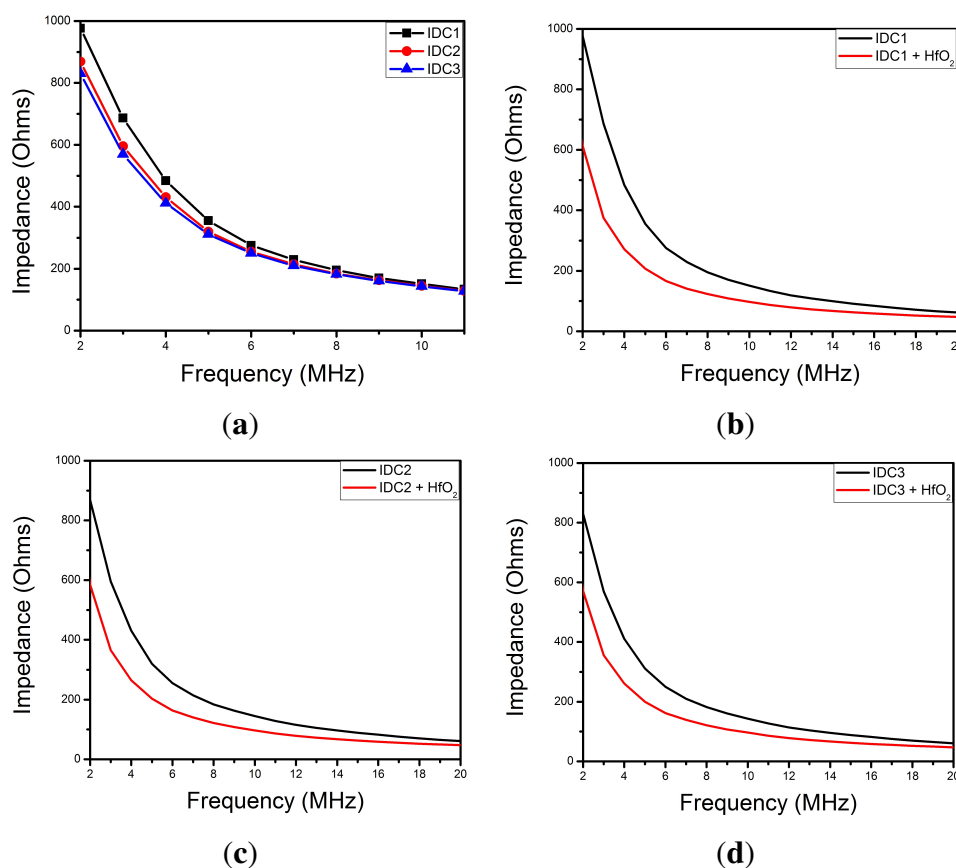 1000
800
600
400
200
0
2
4
6
8
10
Impedance (Ohms)
Frequency (MHz)
IDC1
IDC2
IDC3
(a)
1000
800
600
400
200
0
2
4
6
8
10
12
14
16
18
20
Impedance (Ohms)
Frequency (MHz)
IDC1
IDC1 + HfO₂
(b)
1000
800
600
400
200
0
2
4
6
8
10
12
14
16
18
20
Impedance (Ohms)
Frequency (MHz)
IDC2
IDC2 + HfO₂
(c)
1000
800
600
400
200
0
2
4
6
8
10
12
14
16
18
20
Impedance (Ohms)
Frequency (MHz)
IDC3
IDC3 + HfO₂
(d)